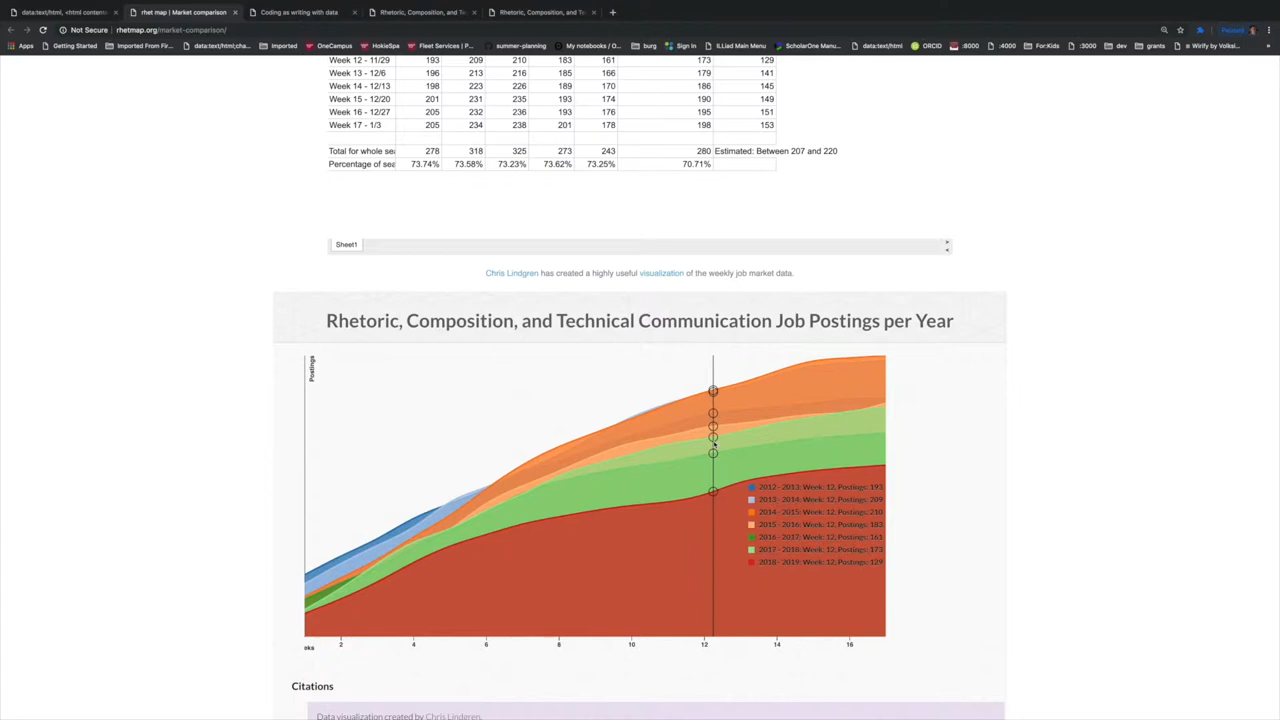 data:text/html, <html conten
rhet map | Market comparison
Coding as writing with data
Rhetoric, Composition, and Te
Rhetoric, Composition, and Te
Not Secure | rhetmap.org/market-comparison/
Paused
Apps Getting Started Imported From Fir... data:text/html;cha... Imported OneCampus HokieSpa Fleet Services | P... summer-planning My notebooks / O... burg Sign In ILLiad Main Menu ScholarOne Manu... data:text/html ORCID :8000 :4000 For:Kids :3000 dev grants Wirify by Volksi...
Week 12 - 11/29 193 209 210 183 161 173 129
Week 13 - 12/6 196 213 216 185 166 179 141
Week 14 - 12/13 198 223 226 189 170 186 145
Week 15 - 12/20 201 231 235 193 174 190 149
Week 16 - 12/27 205 232 236 193 176 195 151
Week 17 - 1/3 205 234 238 201 178 198 153
Total for whole sea 278 318 325 273 243 280 Estimated: Between 207 and 220
Percentage of sea 73.74% 73.58% 73.23% 73.62% 73.25% 70.71%
Sheet1
Chris Lindgren has created a highly useful visualization of the weekly job market data.
Rhetoric, Composition, and Technical Communication Job Postings per Year
Postings
2012 - 2013: Week: 12, Postings: 193
2013 - 2014: Week: 12, Postings: 209
2014 - 2015: Week: 12, Postings: 210
2015 - 2016: Week: 12, Postings: 183
2016 - 2017: Week: 12, Postings: 161
2017 - 2018: Week: 12, Postings: 173
2018 - 2019: Week: 12, Postings: 129
eks 2 4 6 8 10 12 14 16
Citations
Data visualization created by Chris Lindgren.